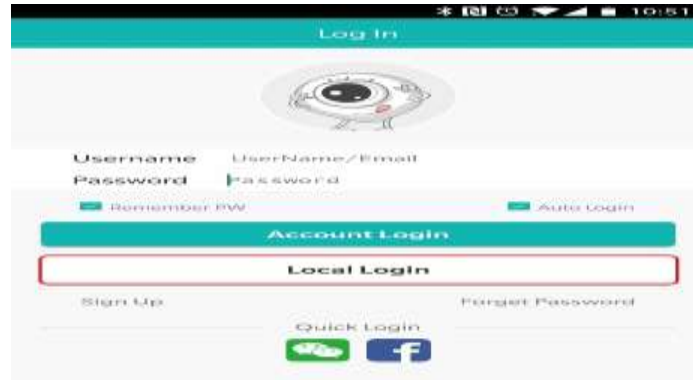 10:51
Log In
Username UserName/Email
Password Password
Remember PW Auto Login
Account Login
Local Login
Sign Up Forget Password
Quick Login